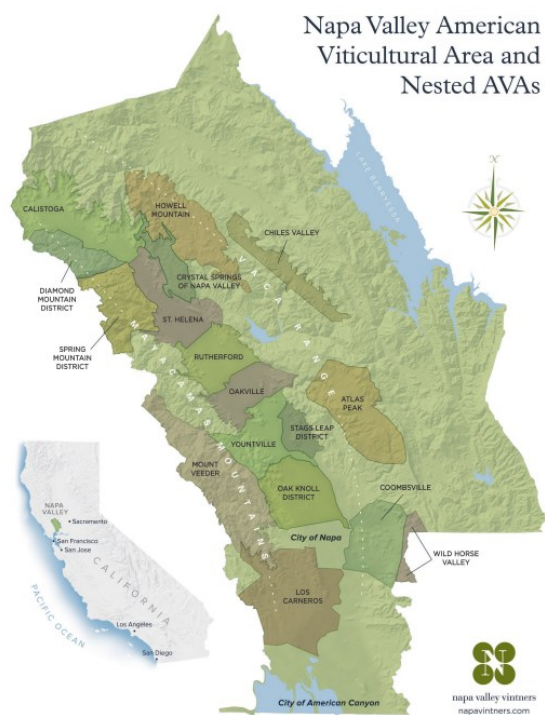 Napa Valley American
Viticultural Area and
Nested AVAs
N
LAKE BERRYESSA
CALISTOGA
HOWELL
MOUNTAIN
CHILES VALLEY
DIAMOND
MOUNTAIN
DISTRICT
CRYSTAL SPRINGS
OF NAPA VALLEY
VACA RANGE
ST. HELENA
SPRING
MOUNTAIN
DISTRICT
MAYACAMAS MOUNTAINS
RUTHERFORD
OAKVILLE
ATLAS
PEAK
STAGS LEAP
DISTRICT
YOUNTVILLE
MOUNT
VEEDER
OAK KNOLL
DISTRICT
COOMBSVILLE
City of Napa
WILD HORSE
VALLEY
LOS
CARNEROS
City of American Canyon
NAPA
VALLEY
Sacramento
San Francisco
San Jose
CALIFORNIA
PACIFIC OCEAN
Los Angeles
San Diego
N
napa valley vintners
napavintners.com